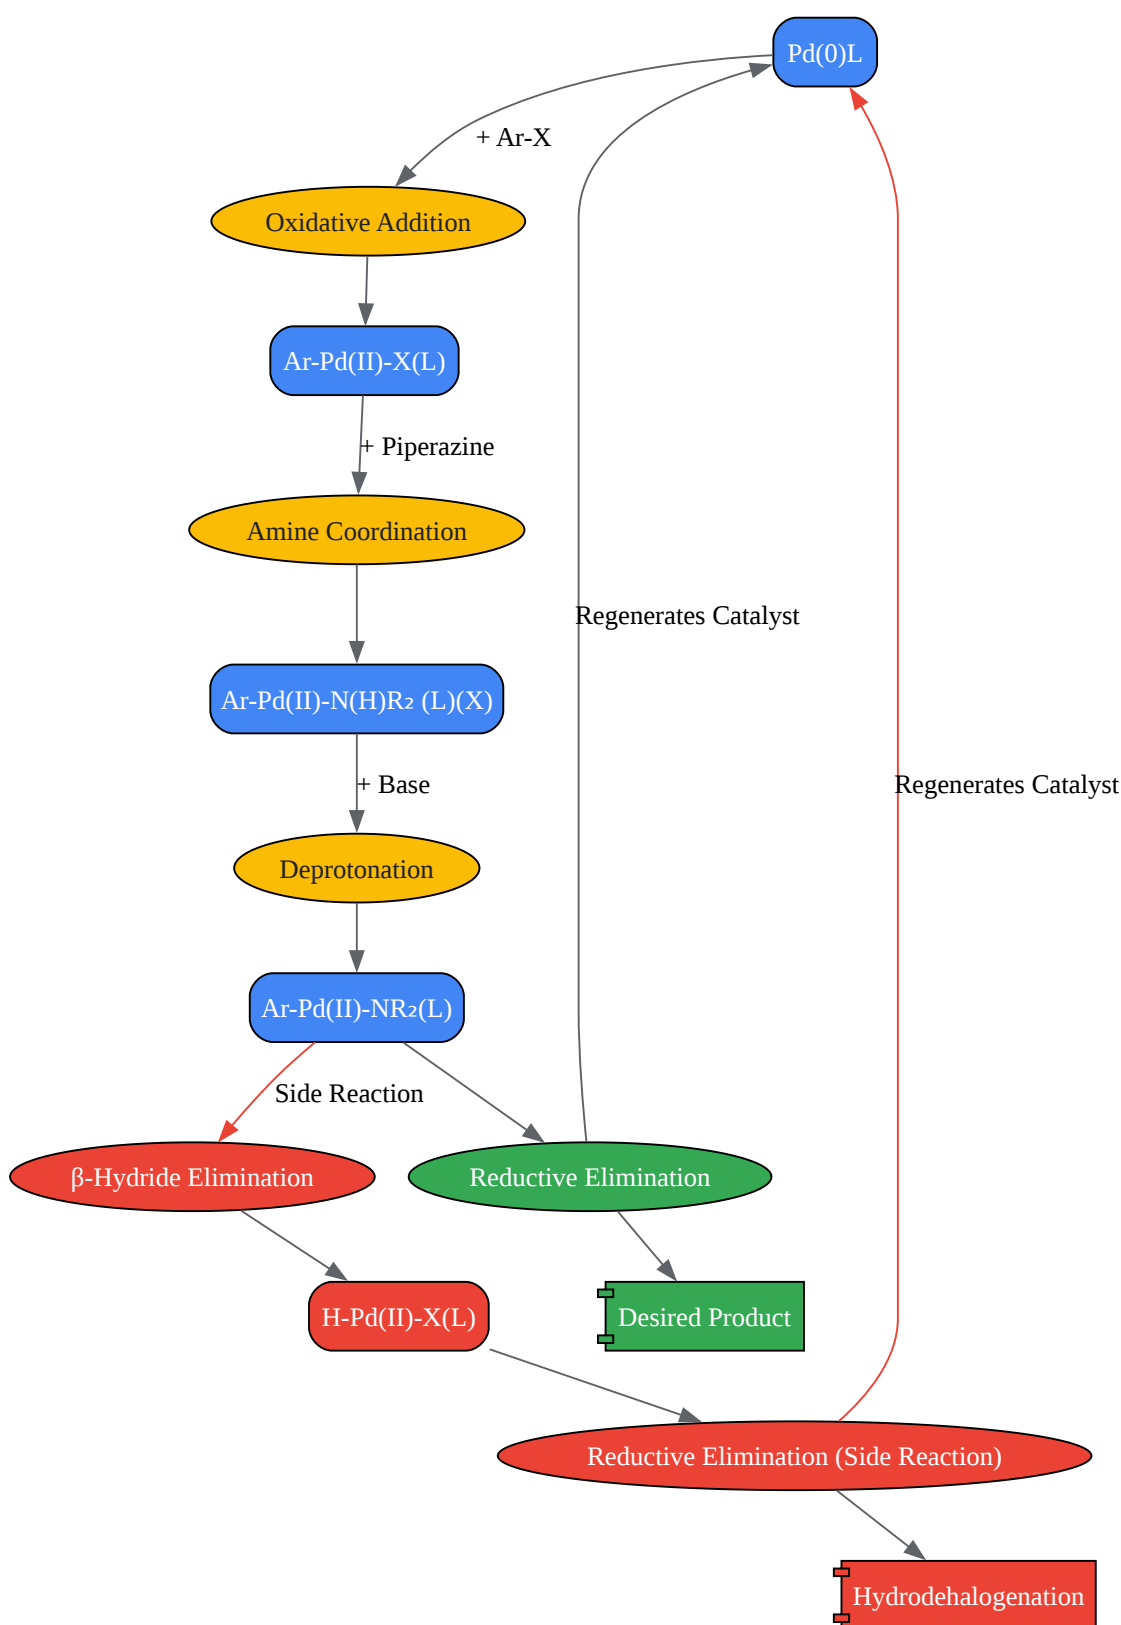 Pd(0)L
+ Ar-X
Oxidative Addition
Ar-Pd(II)-X(L)
+ Piperazine
Amine Coordination
Regenerates Catalyst
Ar-Pd(II)-N(H)R₂ (L)(X)
+ Base
Regenerates Catalyst
Deprotonation
Ar-Pd(II)-NR₂(L)
Side Reaction
β-Hydride Elimination
Reductive Elimination
H-Pd(II)-X(L)
Desired Product
Reductive Elimination (Side Reaction)
Hydrodehalogenation